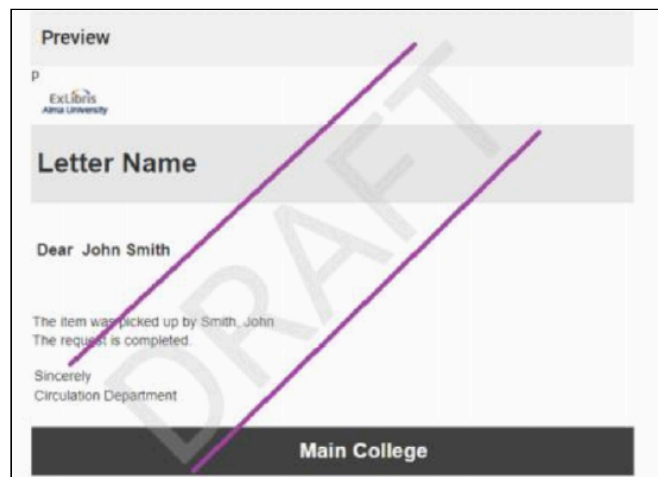 Preview
P
ExLibris
Alma University
Letter Name
Dear John Smith
The item was picked up by Smith, John
The request is completed.
Sincerely
Circulation Department
Main College
DRAFT